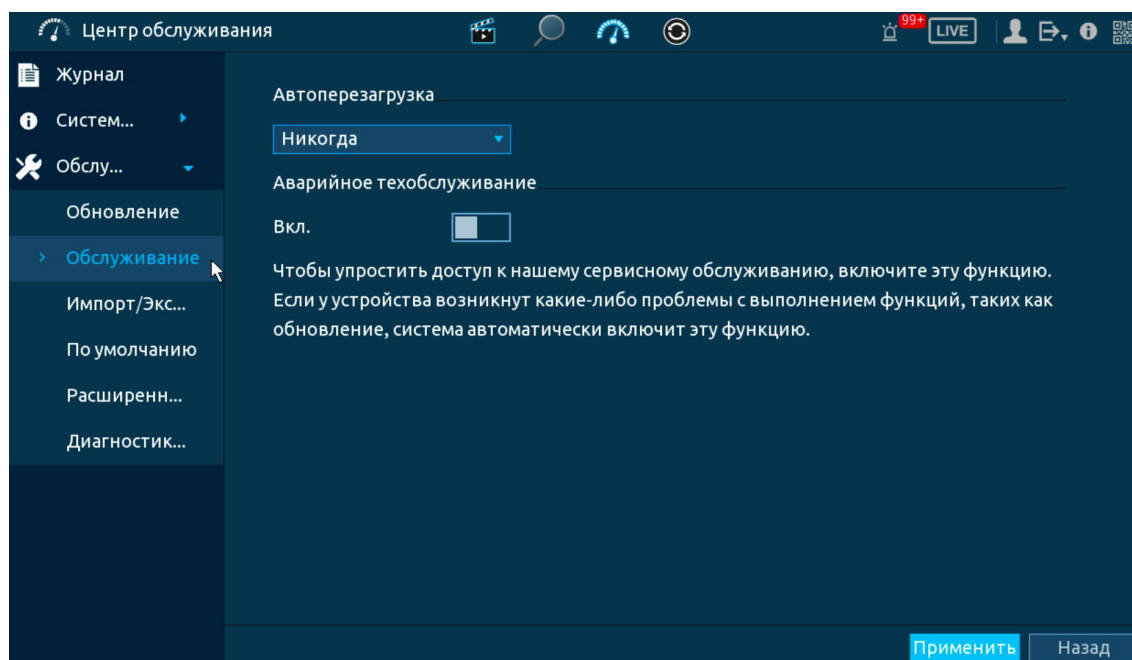 Центр обслуживания
99+
LIVE
Журнал
Систем...
Обслу...
Обновление
Обслуживание
Импорт/Экс...
По умолчанию
Расширенн...
Диагностик...
Автоперезагрузка
Никогда
Аварийное техобслуживание
Вкл.
Чтобы упростить доступ к нашему сервисному обслуживанию, включите эту функцию.
Если у устройства возникнут какие-либо проблемы с выполнением функций, таких как
обновление, система автоматически включит эту функцию.
Применить
Назад